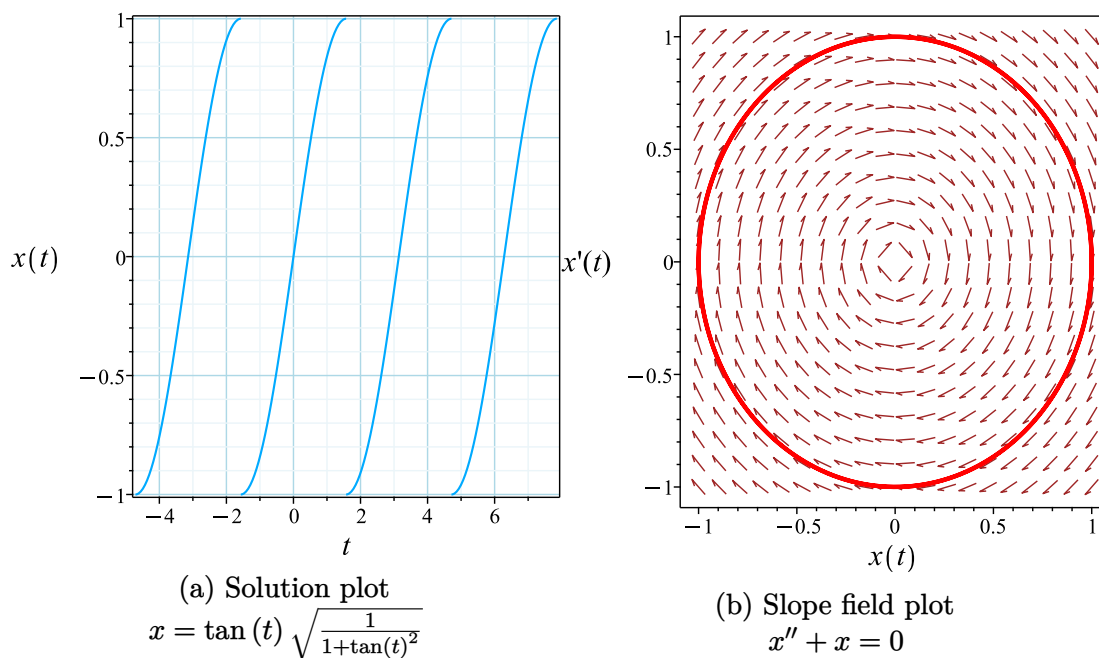 1
0.5
x(t)
0
−0.5
−1
−4
−2
0
2
4
6
t
(a) Solution plot
x = tan (t) √(1/(1+tan(t)²))
1
0.5
x'(t)
0
−0.5
−1
−1
−0.5
0
0.5
1
x(t)
(b) Slope field plot
x″ + x = 0